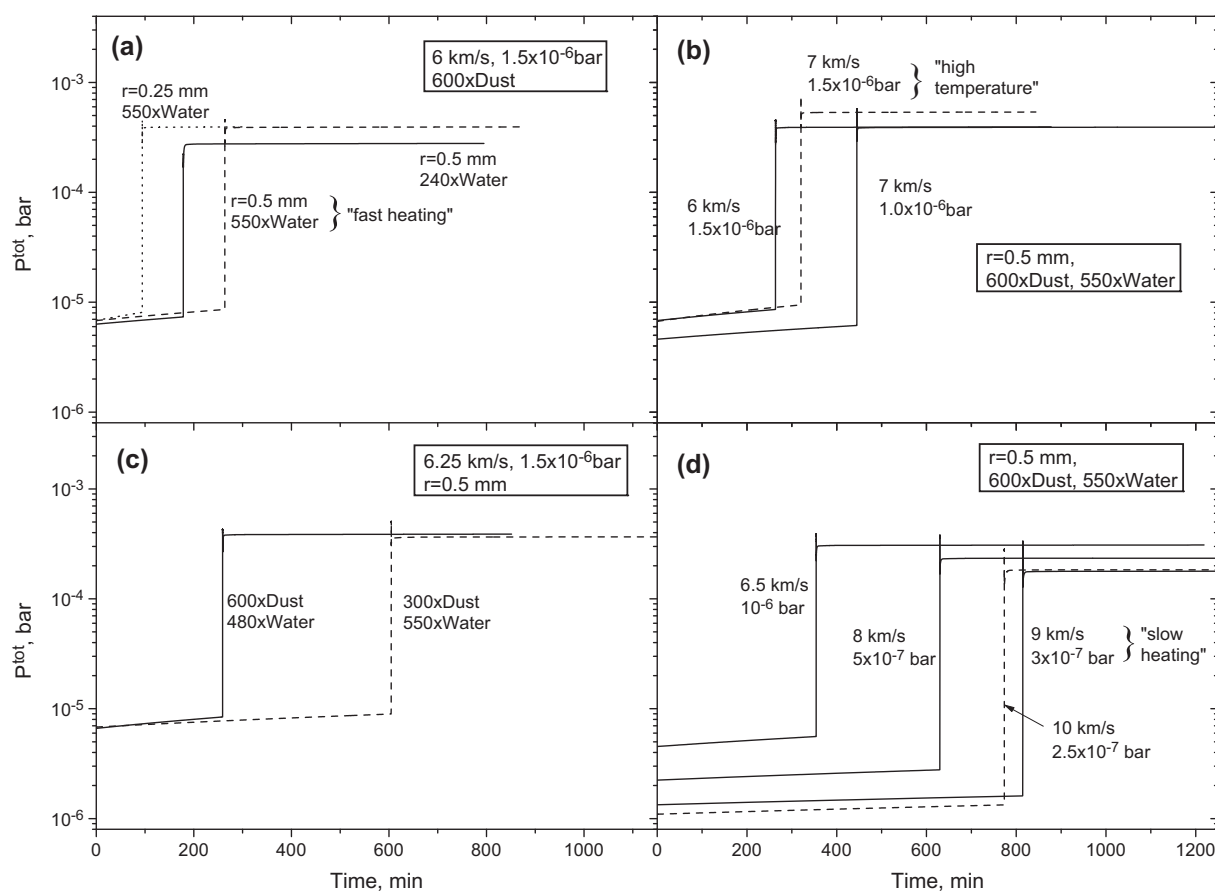 (a)
6 km/s, 1.5x10⁻⁶bar
600xDust
r=0.25 mm
550xWater
r=0.5 mm
240xWater
r=0.5 mm
550xWater
} "fast heating"
10⁻³
10⁻⁴
10⁻⁵
10⁻⁶
Pᵗᵒᵗ, bar
(b)
7 km/s
1.5x10⁻⁶bar
} "high
temperature"
6 km/s
1.5x10⁻⁶bar
7 km/s
1.0x10⁻⁶bar
r=0.5 mm,
600xDust, 550xWater
(c)
6.25 km/s, 1.5x10⁻⁶bar
r=0.5 mm
600xDust
480xWater
300xDust
550xWater
10⁻³
10⁻⁴
10⁻⁵
10⁻⁶
Pᵗᵒᵗ, bar
0 200 400 600 800 1000
Time, min
(d)
r=0.5 mm,
600xDust, 550xWater
6.5 km/s
10⁻⁶ bar
8 km/s
5x10⁻⁷ bar
9 km/s
3x10⁻⁷ bar
} "slow
heating"
10 km/s
2.5x10⁻⁷ bar
0 200 400 600 800 1000 1200
Time, min